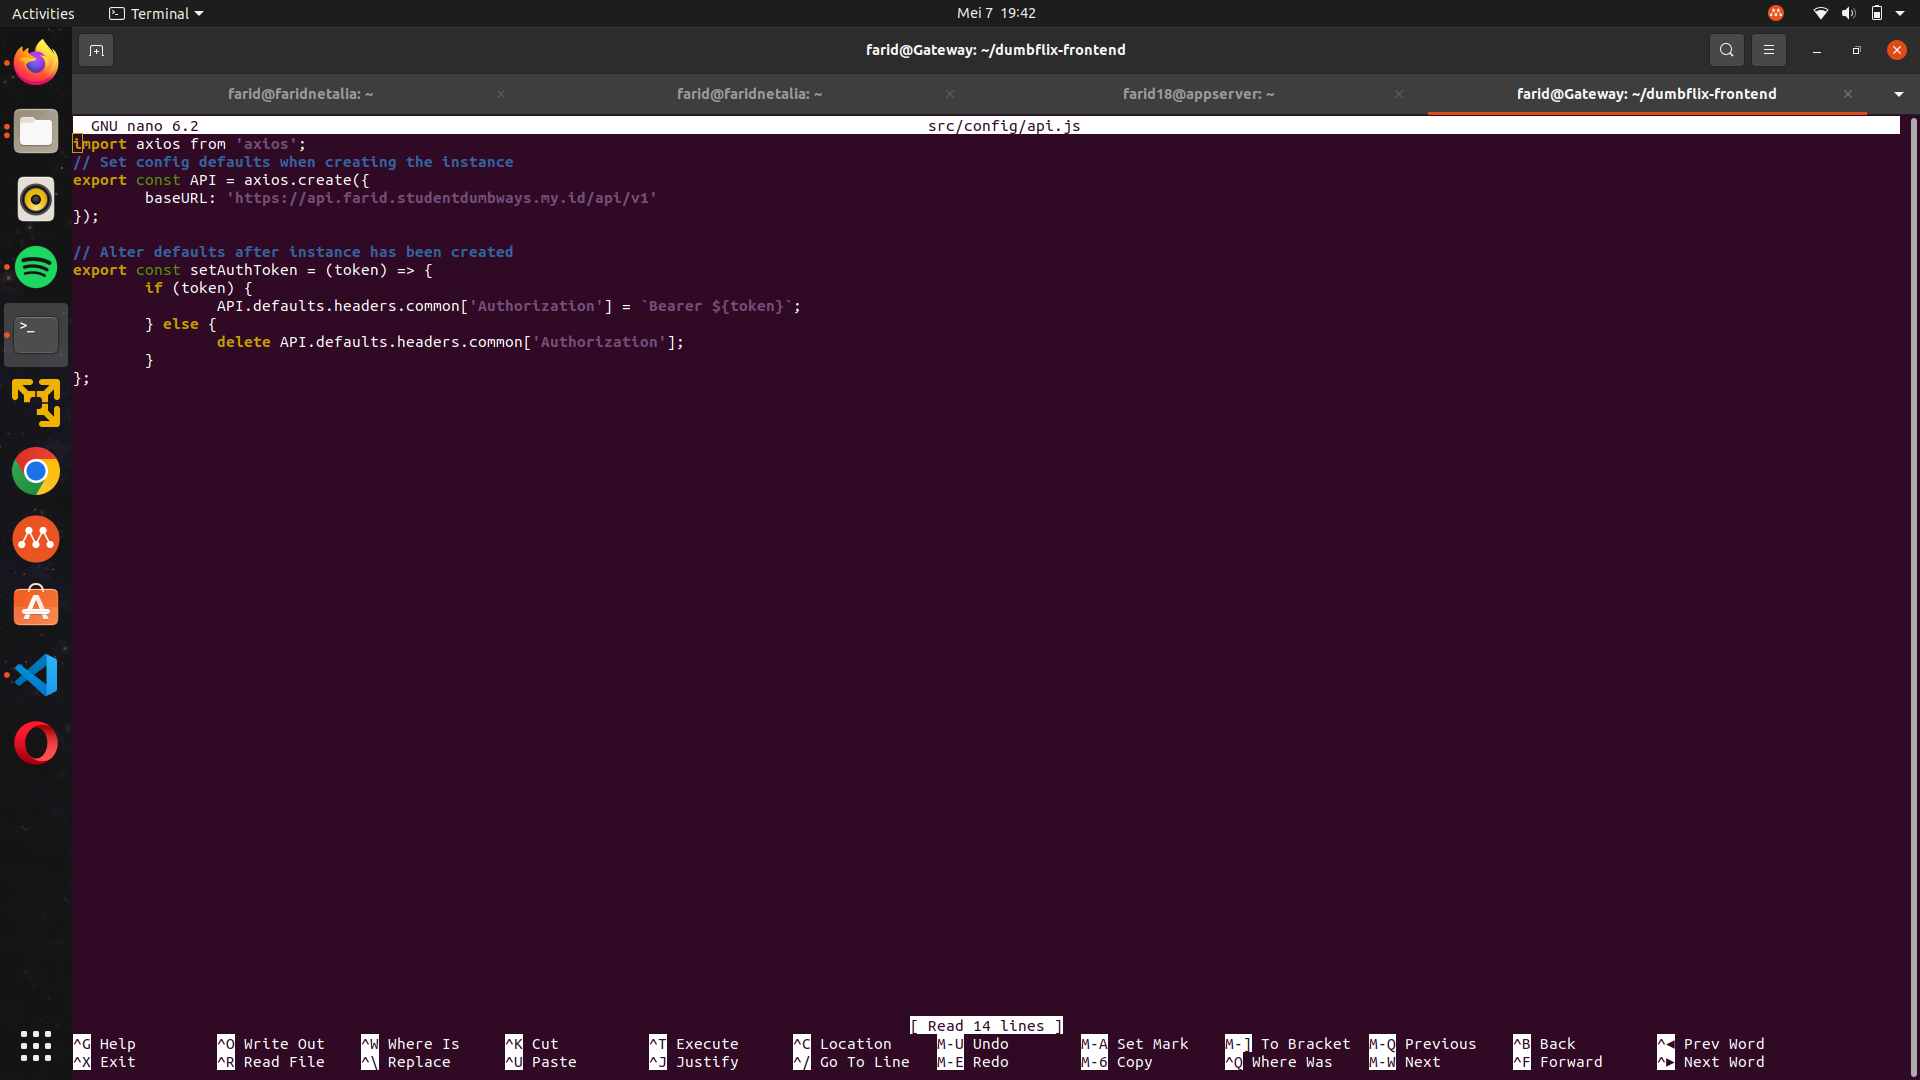 Activities Terminal Mei 7 19:42
farid@Gateway: ~/dumbflix-frontend
farid@faridnetalia: ~ farid@faridnetalia: ~ farid18@appserver: ~ farid@Gateway: ~/dumbflix-frontend
GNU nano 6.2 src/config/api.js
import axios from 'axios';
// Set config defaults when creating the instance
export const API = axios.create({
        baseURL: 'https://api.farid.studentdumbways.my.id/api/v1'
});

// Alter defaults after instance has been created
export const setAuthToken = (token) => {
        if (token) {
                API.defaults.headers.common['Authorization'] = `Bearer ${token}`;
        } else {
                delete API.defaults.headers.common['Authorization'];
        }
};
[ Read 14 lines ]
^G Help ^O Write Out ^W Where Is ^K Cut ^T Execute ^C Location M-U Undo M-A Set Mark M-] To Bracket M-Q Previous ^B Back ^◀ Prev Word
^X Exit ^R Read File ^\ Replace ^U Paste ^J Justify ^/ Go To Line M-E Redo M-6 Copy ^Q Where Was M-W Next ^F Forward ^▶ Next Word